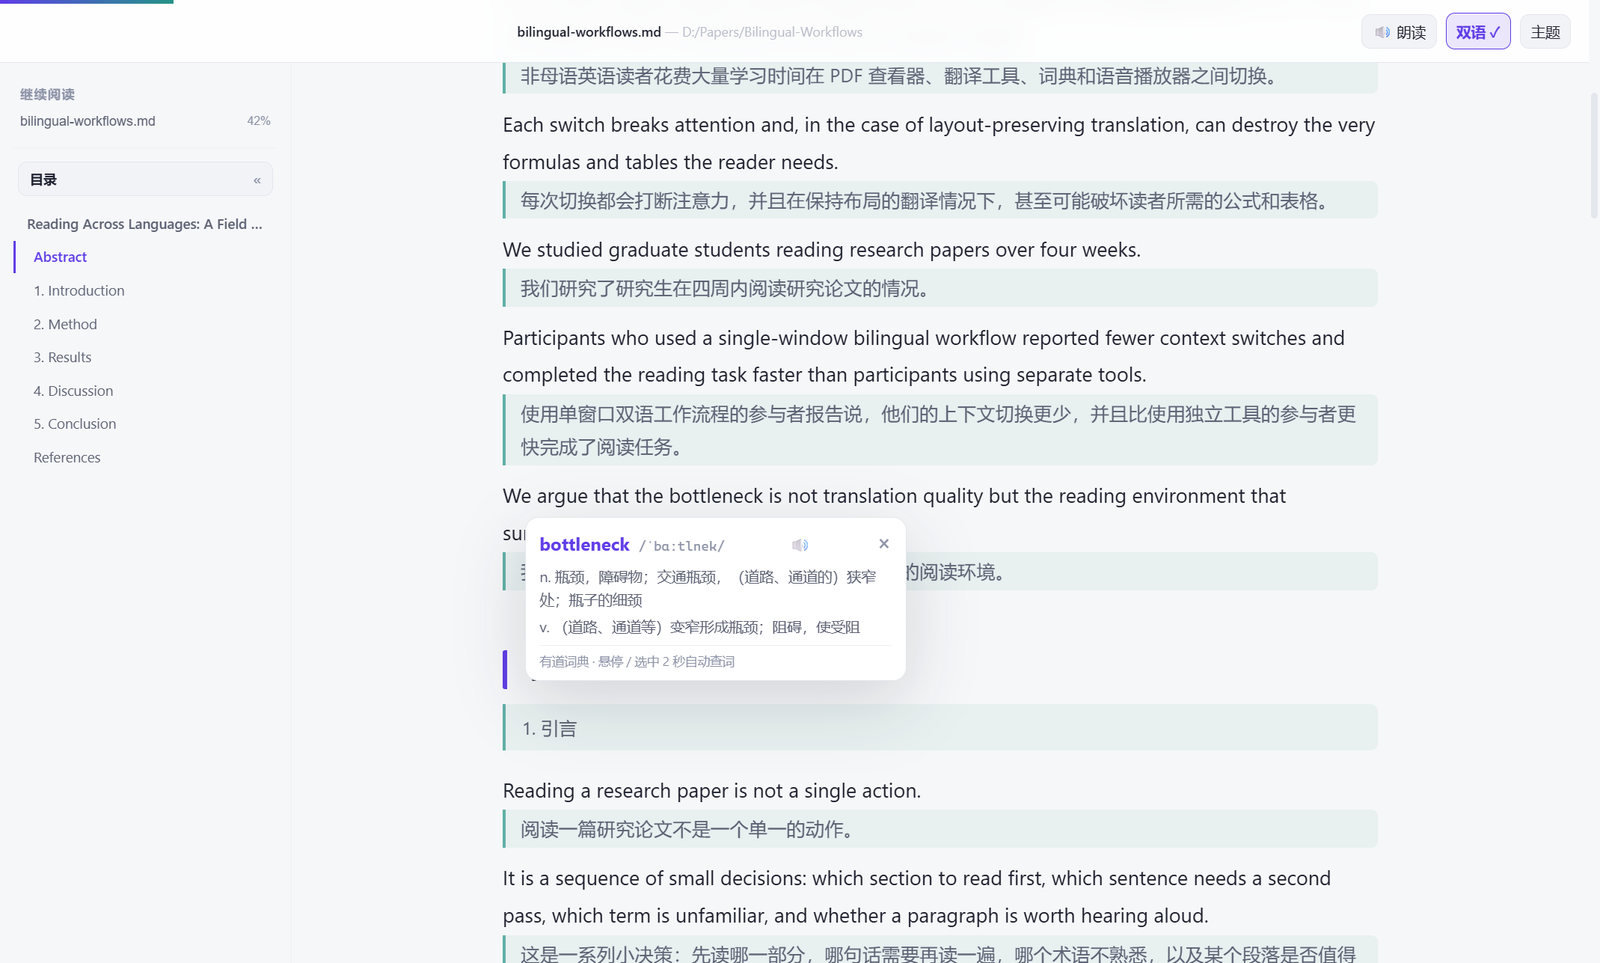 bilingual-workflows.md — D:/Papers/Bilingual-Workflows
朗读
双语 ✓
主题
继续阅读
bilingual-workflows.md 42%
目录 «
Reading Across Languages: A Field ...
Abstract
1. Introduction
2. Method
3. Results
4. Discussion
5. Conclusion
References
非母语英语读者花费大量学习时间在 PDF 查看器、翻译工具、词典和语音播放器之间切换。
Each switch breaks attention and, in the case of layout-preserving translation, can destroy the very
formulas and tables the reader needs.
每次切换都会打断注意力，并且在保持布局的翻译情况下，甚至可能破坏读者所需的公式和表格。
We studied graduate students reading research papers over four weeks.
我们研究了研究生在四周内阅读研究论文的情况。
Participants who used a single-window bilingual workflow reported fewer context switches and
completed the reading task faster than participants using separate tools.
使用单窗口双语工作流程的参与者报告说，他们的上下文切换更少，并且比使用独立工具的参与者更
快完成了阅读任务。
We argue that the bottleneck is not translation quality but the reading environment that
的阅读环境。
bottleneck /ˈbɑːtlnek/ ×
n. 瓶颈，障碍物；交通瓶颈，（道路、通道的）狭窄
处；瓶子的细颈
v. （道路、通道等）变窄形成瓶颈；阻碍，使受阻
有道词典 · 悬停 / 选中 2 秒自动查词
1. 引言
Reading a research paper is not a single action.
阅读一篇研究论文不是一个单一的动作。
It is a sequence of small decisions: which section to read first, which sentence needs a second
pass, which term is unfamiliar, and whether a paragraph is worth hearing aloud.
这是一系列小决策：先读哪一部分，哪句话需要再读一遍，哪个术语不熟悉，以及某个段落是否值得